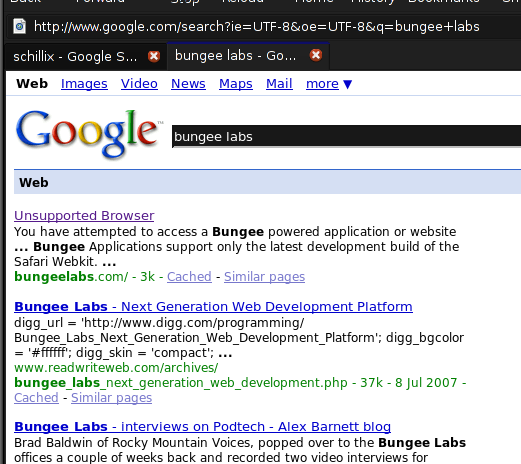 Back Forward Stop Reload Home History Bookmarks
http://www.google.com/search?ie=UTF-8&oe=UTF-8&q=bungee+labs
schillix - Google S... bungee labs - Go...
Web Images Video News Maps Mail more ▼
Google™ bungee labs
Web
Unsupported Browser
You have attempted to access a Bungee powered application or website
... Bungee Applications support only the latest development build of the
Safari Webkit. ...
bungeelabs.com/ - 3k - Cached - Similar pages
Bungee Labs - Next Generation Web Development Platform
digg_url = 'http://www.digg.com/programming/
Bungee_Labs_Next_Generation_Web_Development_Platform'; digg_bgcolor
= '#ffffff'; digg_skin = 'compact'; ...
www.readwriteweb.com/archives/
bungee_labs_next_generation_web_development.php - 37k - 8 Jul 2007 -
Cached - Similar pages
Bungee Labs - interviews on Podtech - Alex Barnett blog
Brad Baldwin of Rocky Mountain Voices, popped over to the Bungee Labs
offices a couple of weeks back and recorded two video interviews for